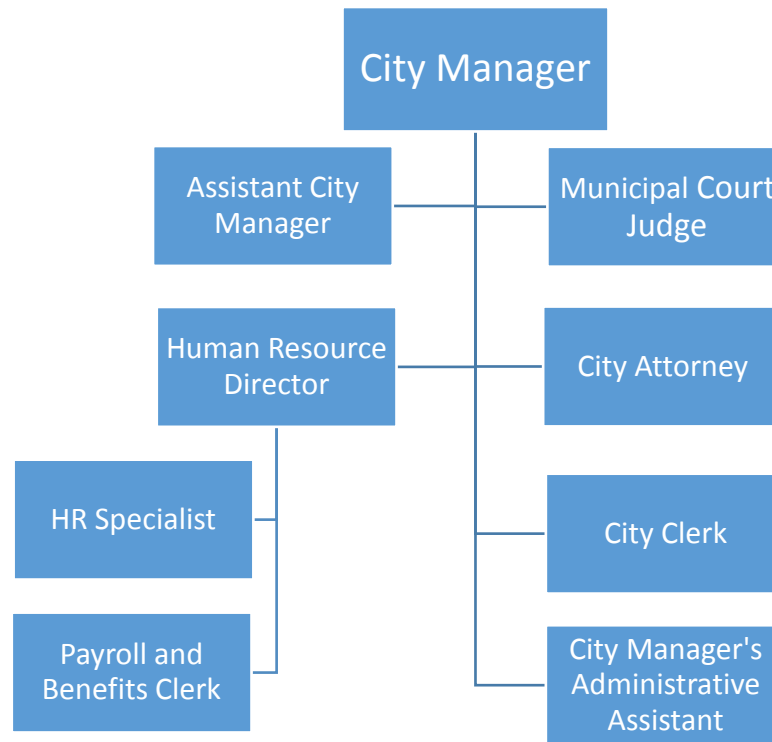 City Manager
Assistant City
Manager
Municipal Court
Judge
Human Resource
Director
City Attorney
HR Specialist
City Clerk
Payroll and
Benefits Clerk
City Manager's
Administrative
Assistant